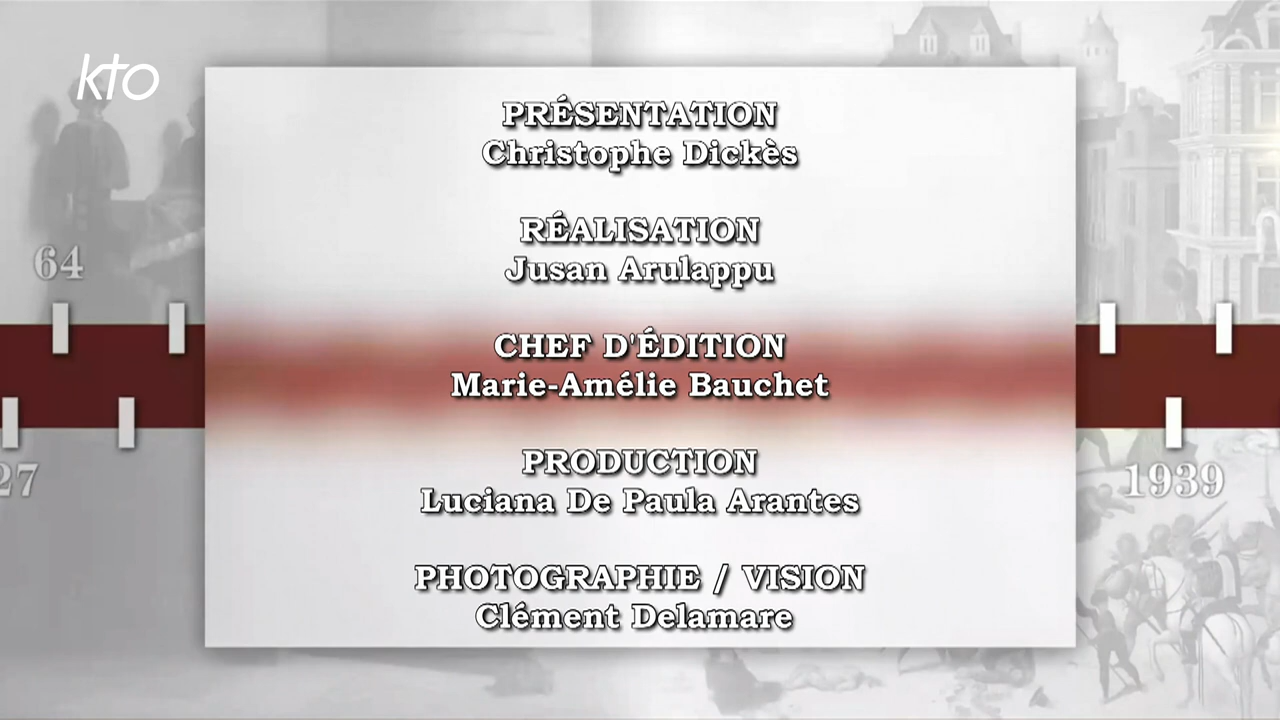 kto
PRÉSENTATION
Christophe Dickès
64
RÉALISATION
Jusan Arulappu
CHEF D'ÉDITION
Marie-Amélie Bauchet
PRODUCTION
Luciana De Paula Arantes
27
1939
PHOTOGRAPHIE / VISION
Clément Delamare